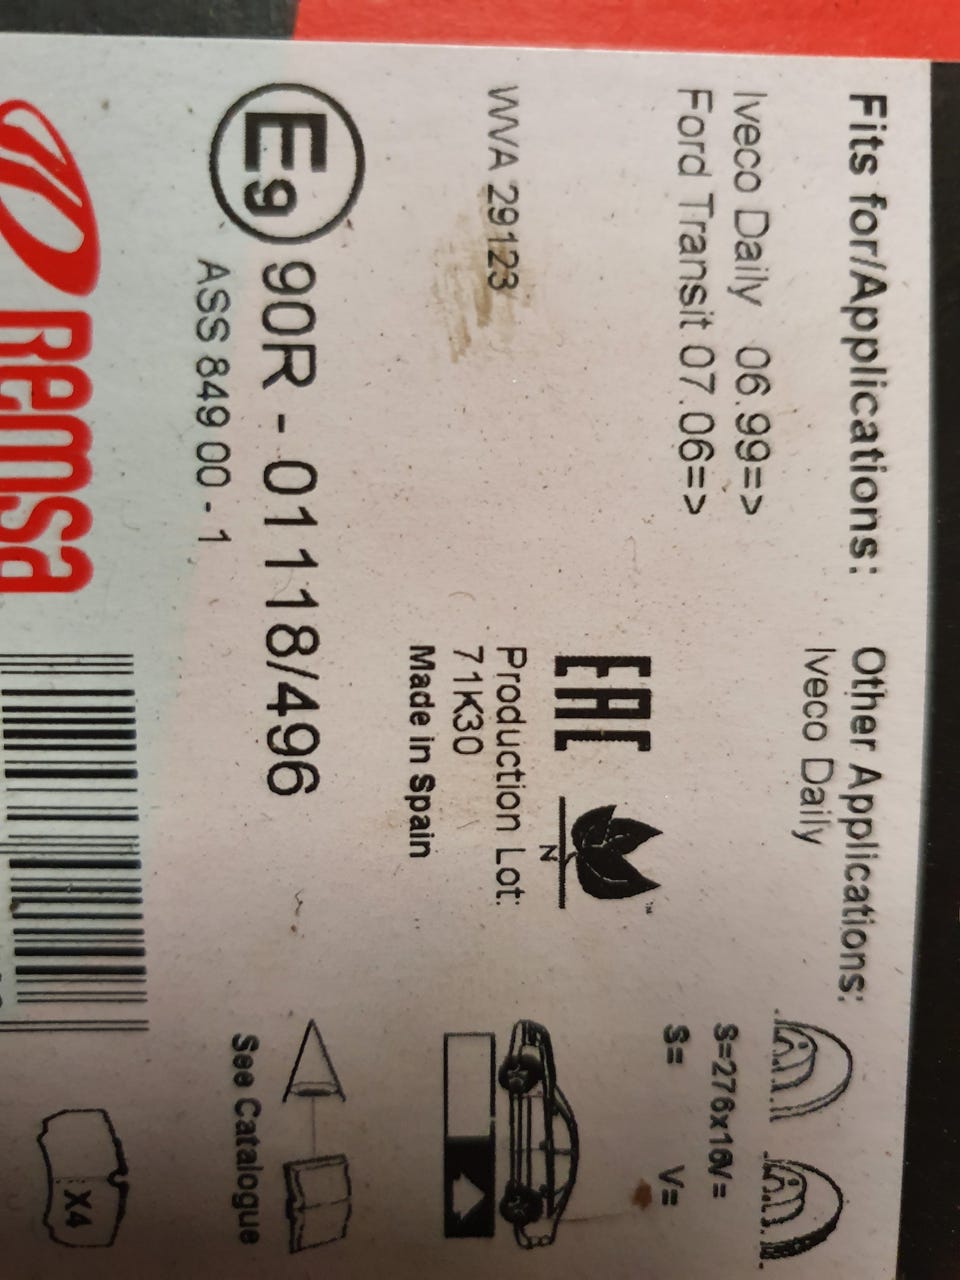 Fits for/Applications:
Iveco Daily 06.99=>
Ford Transit 07.06=>
WVA 29123
E9 90R - 01118/496
ASS 849 00 - 1
Remsa
Other Applications:
Iveco Daily
EAC
N
™
Production Lot:
71K30
Made in Spain
S=276x16V=
S= V=
See Catalogue
X4